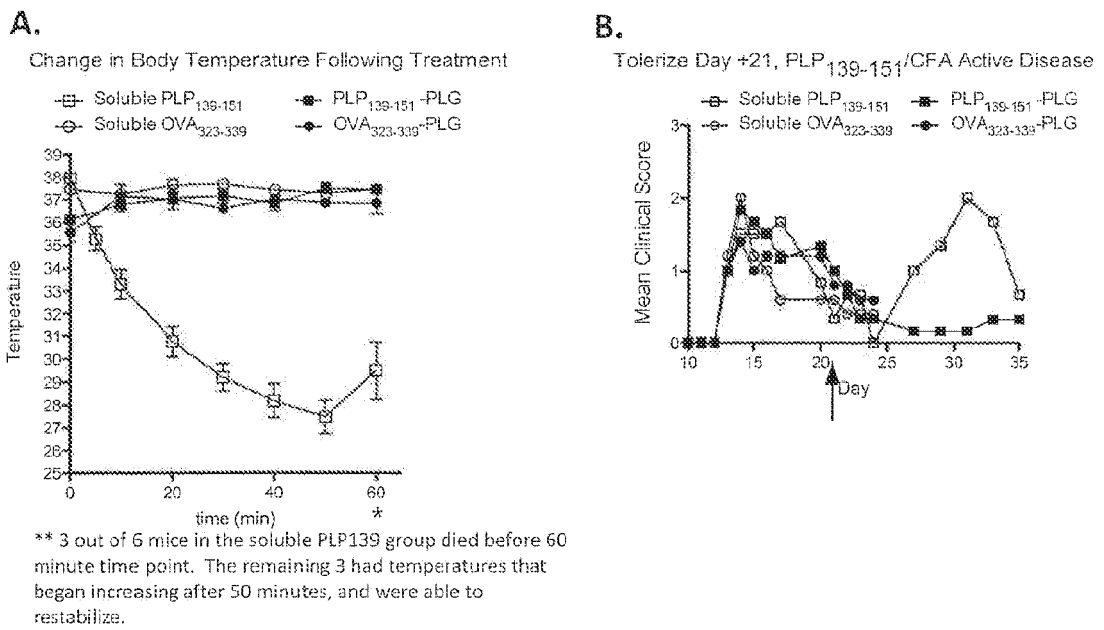 A.
Change in Body Temperature Following Treatment
Soluble PLP139-151
PLP139-151-PLG
Soluble OVA323-339
OVA323-339-PLG
39
38
37
36
35
34
33
32
31
30
29
28
27
26
25
Temperature
0
20
40
60
time (min)
*
** 3 out of 6 mice in the soluble PLP139 group died before 60
minute time point. The remaining 3 had temperatures that
began increasing after 50 minutes, and were able to
restabilize.
B.
Tolerize Day +21, PLP139-151/CFA Active Disease
Soluble PLP139-151
PLP139-151-PLG
Soluble OVA323-339
OVA323-339-PLG
3
2
1
0
Mean Clinical Score
10
15
20
25
30
35
Day